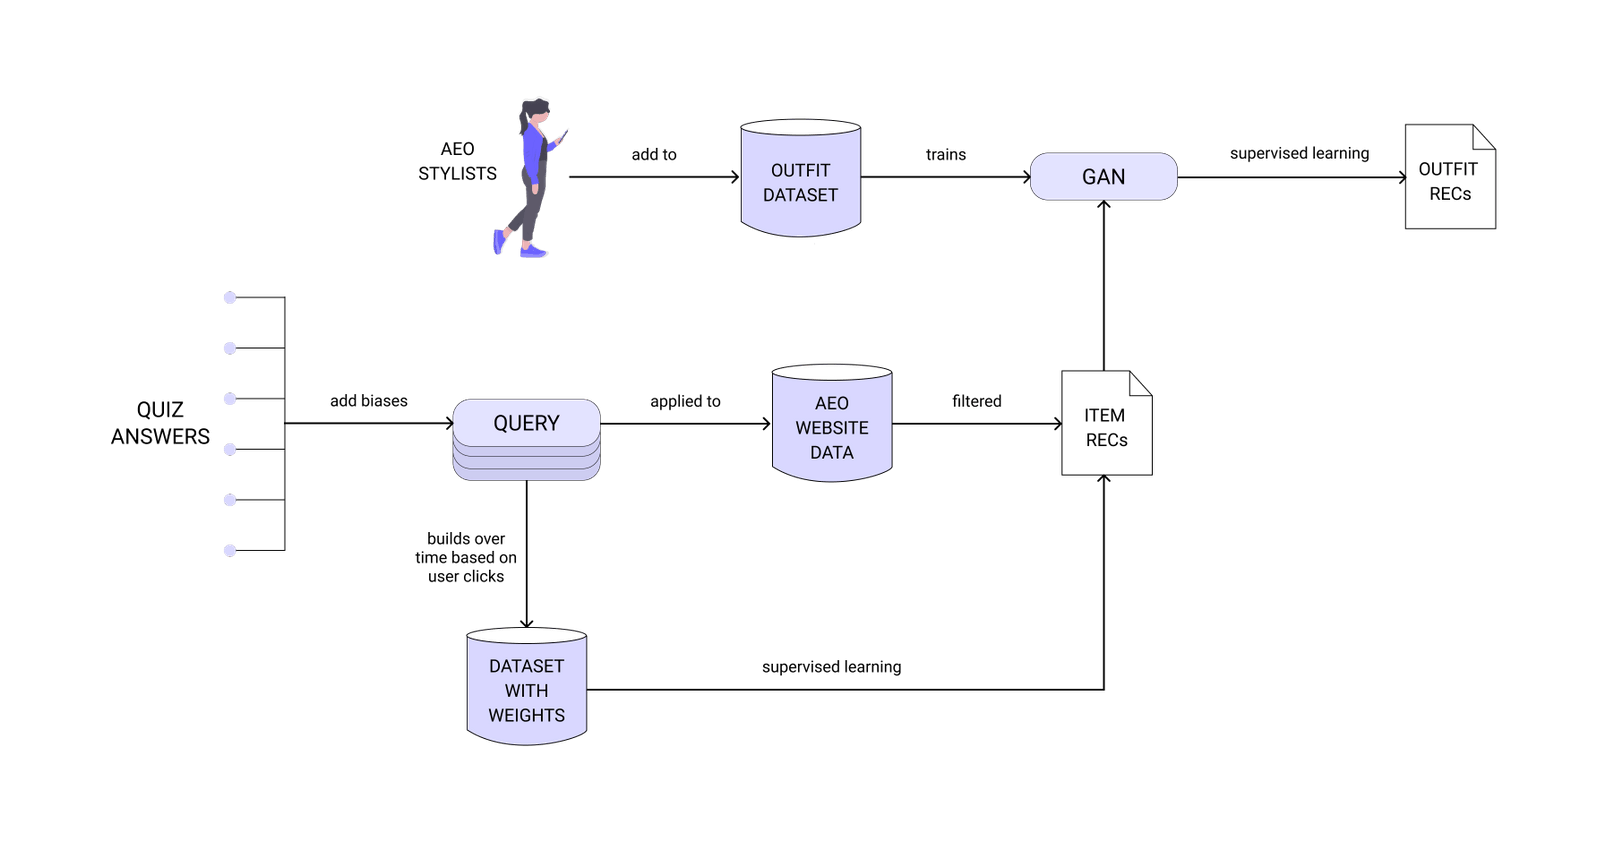 AEO
STYLISTS
add to
OUTFIT
DATASET
trains
GAN
supervised learning
OUTFIT
RECs
QUIZ
ANSWERS
add biases
QUERY
applied to
AEO
WEBSITE
DATA
filtered
ITEM
RECs
builds over
time based on
user clicks
DATASET
WITH
WEIGHTS
supervised learning